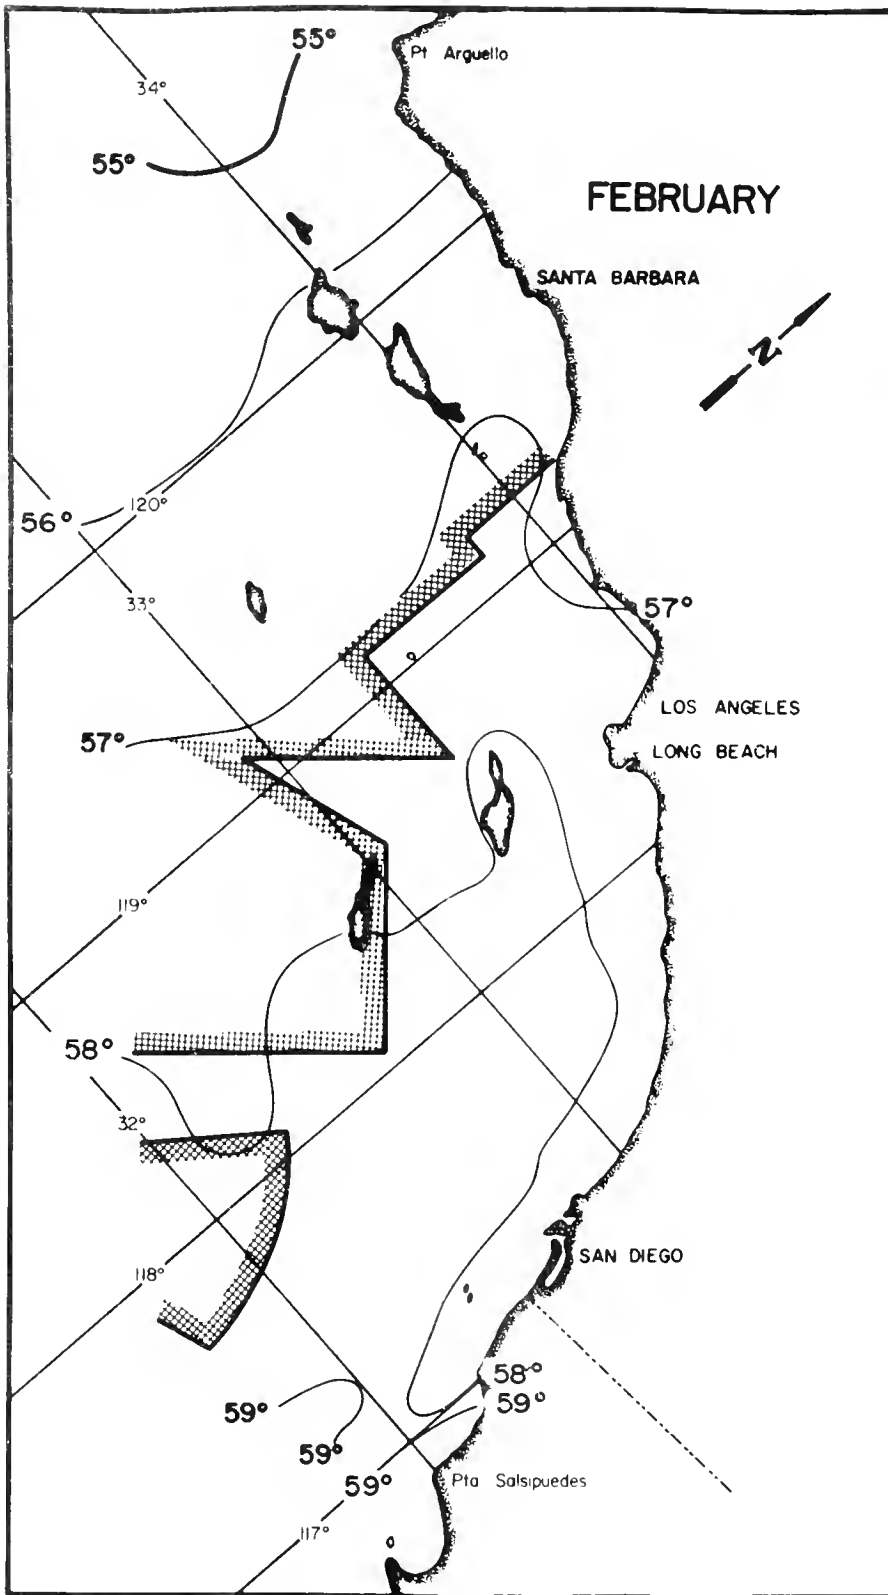 55°
Pt Arguello
34°
55°
FEBRUARY
SANTA BARBARA
N
120°
56°
33°
57°
LOS ANGELES
57°
LONG BEACH
119°
58°
32°
SAN DIEGO
118°
58°
59°
59°
59°
59°
Pta Salsipuedes
117°